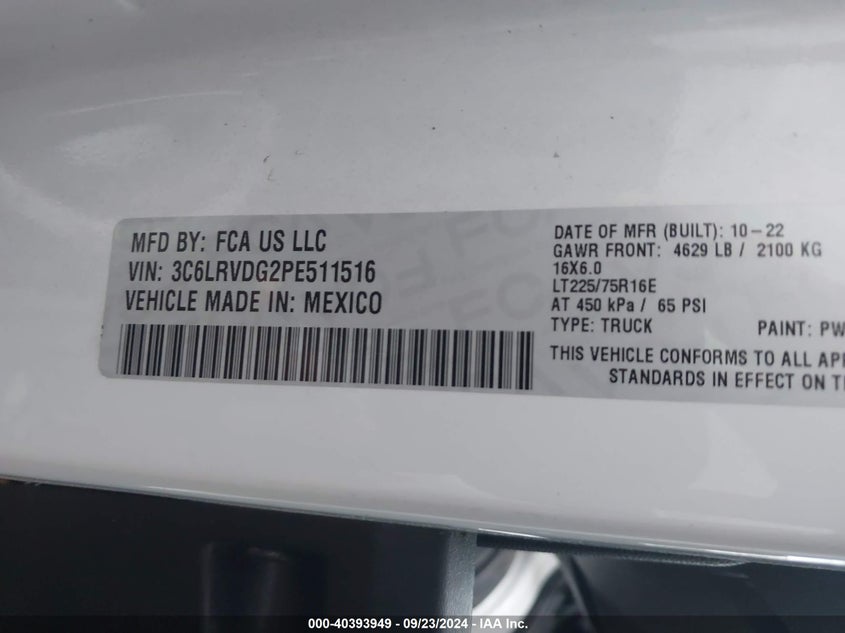 MFD BY: FCA US LLC
VIN: 3C6LRVDG2PE511516
VEHICLE MADE IN: MEXICO
DATE OF MFR (BUILT): 10-22
GAWR FRONT: 4629 LB / 2100 KG
16X6.0
LT225/75R16E
AT 450 kPa / 65 PSI
TYPE: TRUCK PAINT: PW
THIS VEHICLE CONFORMS TO ALL
STANDARDS IN EFFECT ON
000-40393949 - 09/23/2024 - IAA Inc.